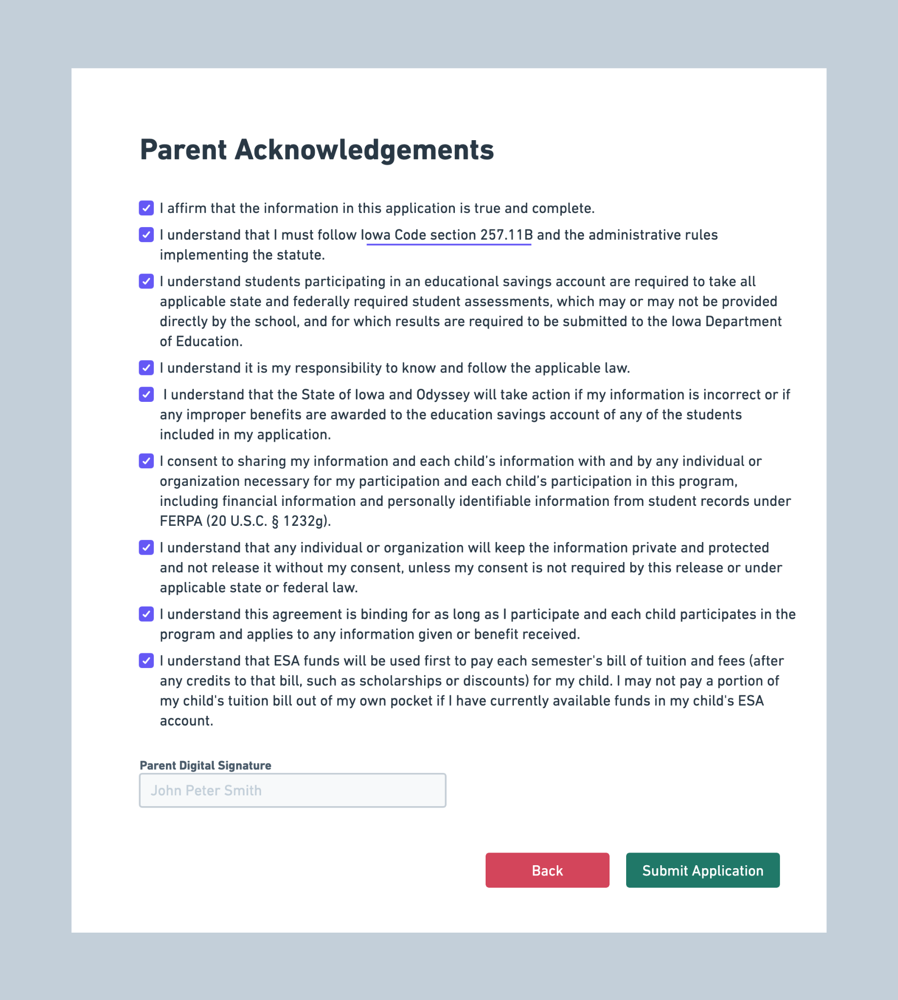 Parent Acknowledgements
I affirm that the information in this application is true and complete.
I understand that I must follow Iowa Code section 257.11B and the administrative rules
implementing the statute.
I understand students participating in an educational savings account are required to take all
applicable state and federally required student assessments, which may or may not be provided
directly by the school, and for which results are required to be submitted to the Iowa Department
of Education.
I understand it is my responsibility to know and follow the applicable law.
I understand that the State of Iowa and Odyssey will take action if my information is incorrect or if
any improper benefits are awarded to the education savings account of any of the students
included in my application.
I consent to sharing my information and each child’s information with and by any individual or
organization necessary for my participation and each child’s participation in this program,
including financial information and personally identifiable information from student records under
FERPA (20 U.S.C. § 1232g).
I understand that any individual or organization will keep the information private and protected
and not release it without my consent, unless my consent is not required by this release or under
applicable state or federal law.
I understand this agreement is binding for as long as I participate and each child participates in the
program and applies to any information given or benefit received.
I understand that ESA funds will be used first to pay each semester's bill of tuition and fees (after
any credits to that bill, such as scholarships or discounts) for my child. I may not pay a portion of
my child's tuition bill out of my own pocket if I have currently available funds in my child's ESA
account.
Parent Digital Signature
John Peter Smith
Back
Submit Application